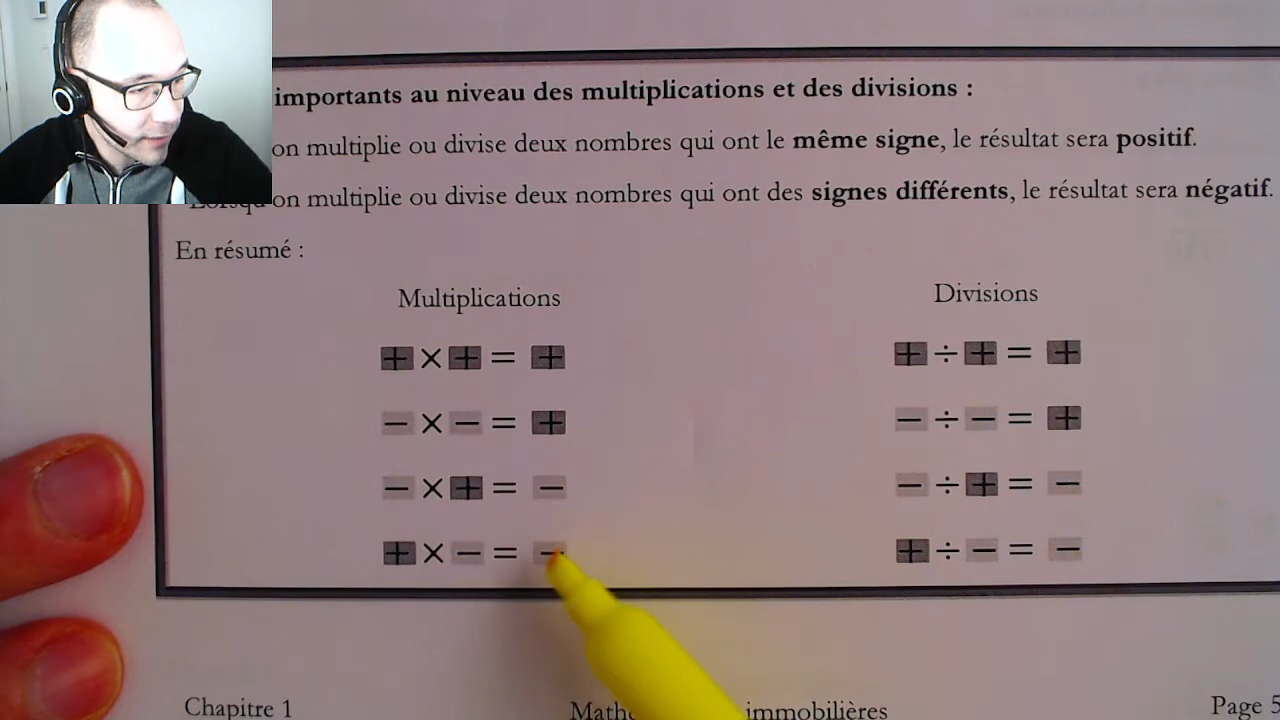 importants au niveau des multiplications et des divisions :
on multiplie ou divise deux nombres qui ont le même signe, le résultat sera positif.
on multiplie ou divise deux nombres qui ont des signes différents, le résultat sera négatif.
En résumé :
Multiplications
+ × + = +
− × − = +
− × + = −
+ × − = −
Divisions
+ ÷ + = +
− ÷ − = +
− ÷ + = −
+ ÷ − = −
Chapitre 1
immobilières
Page 5